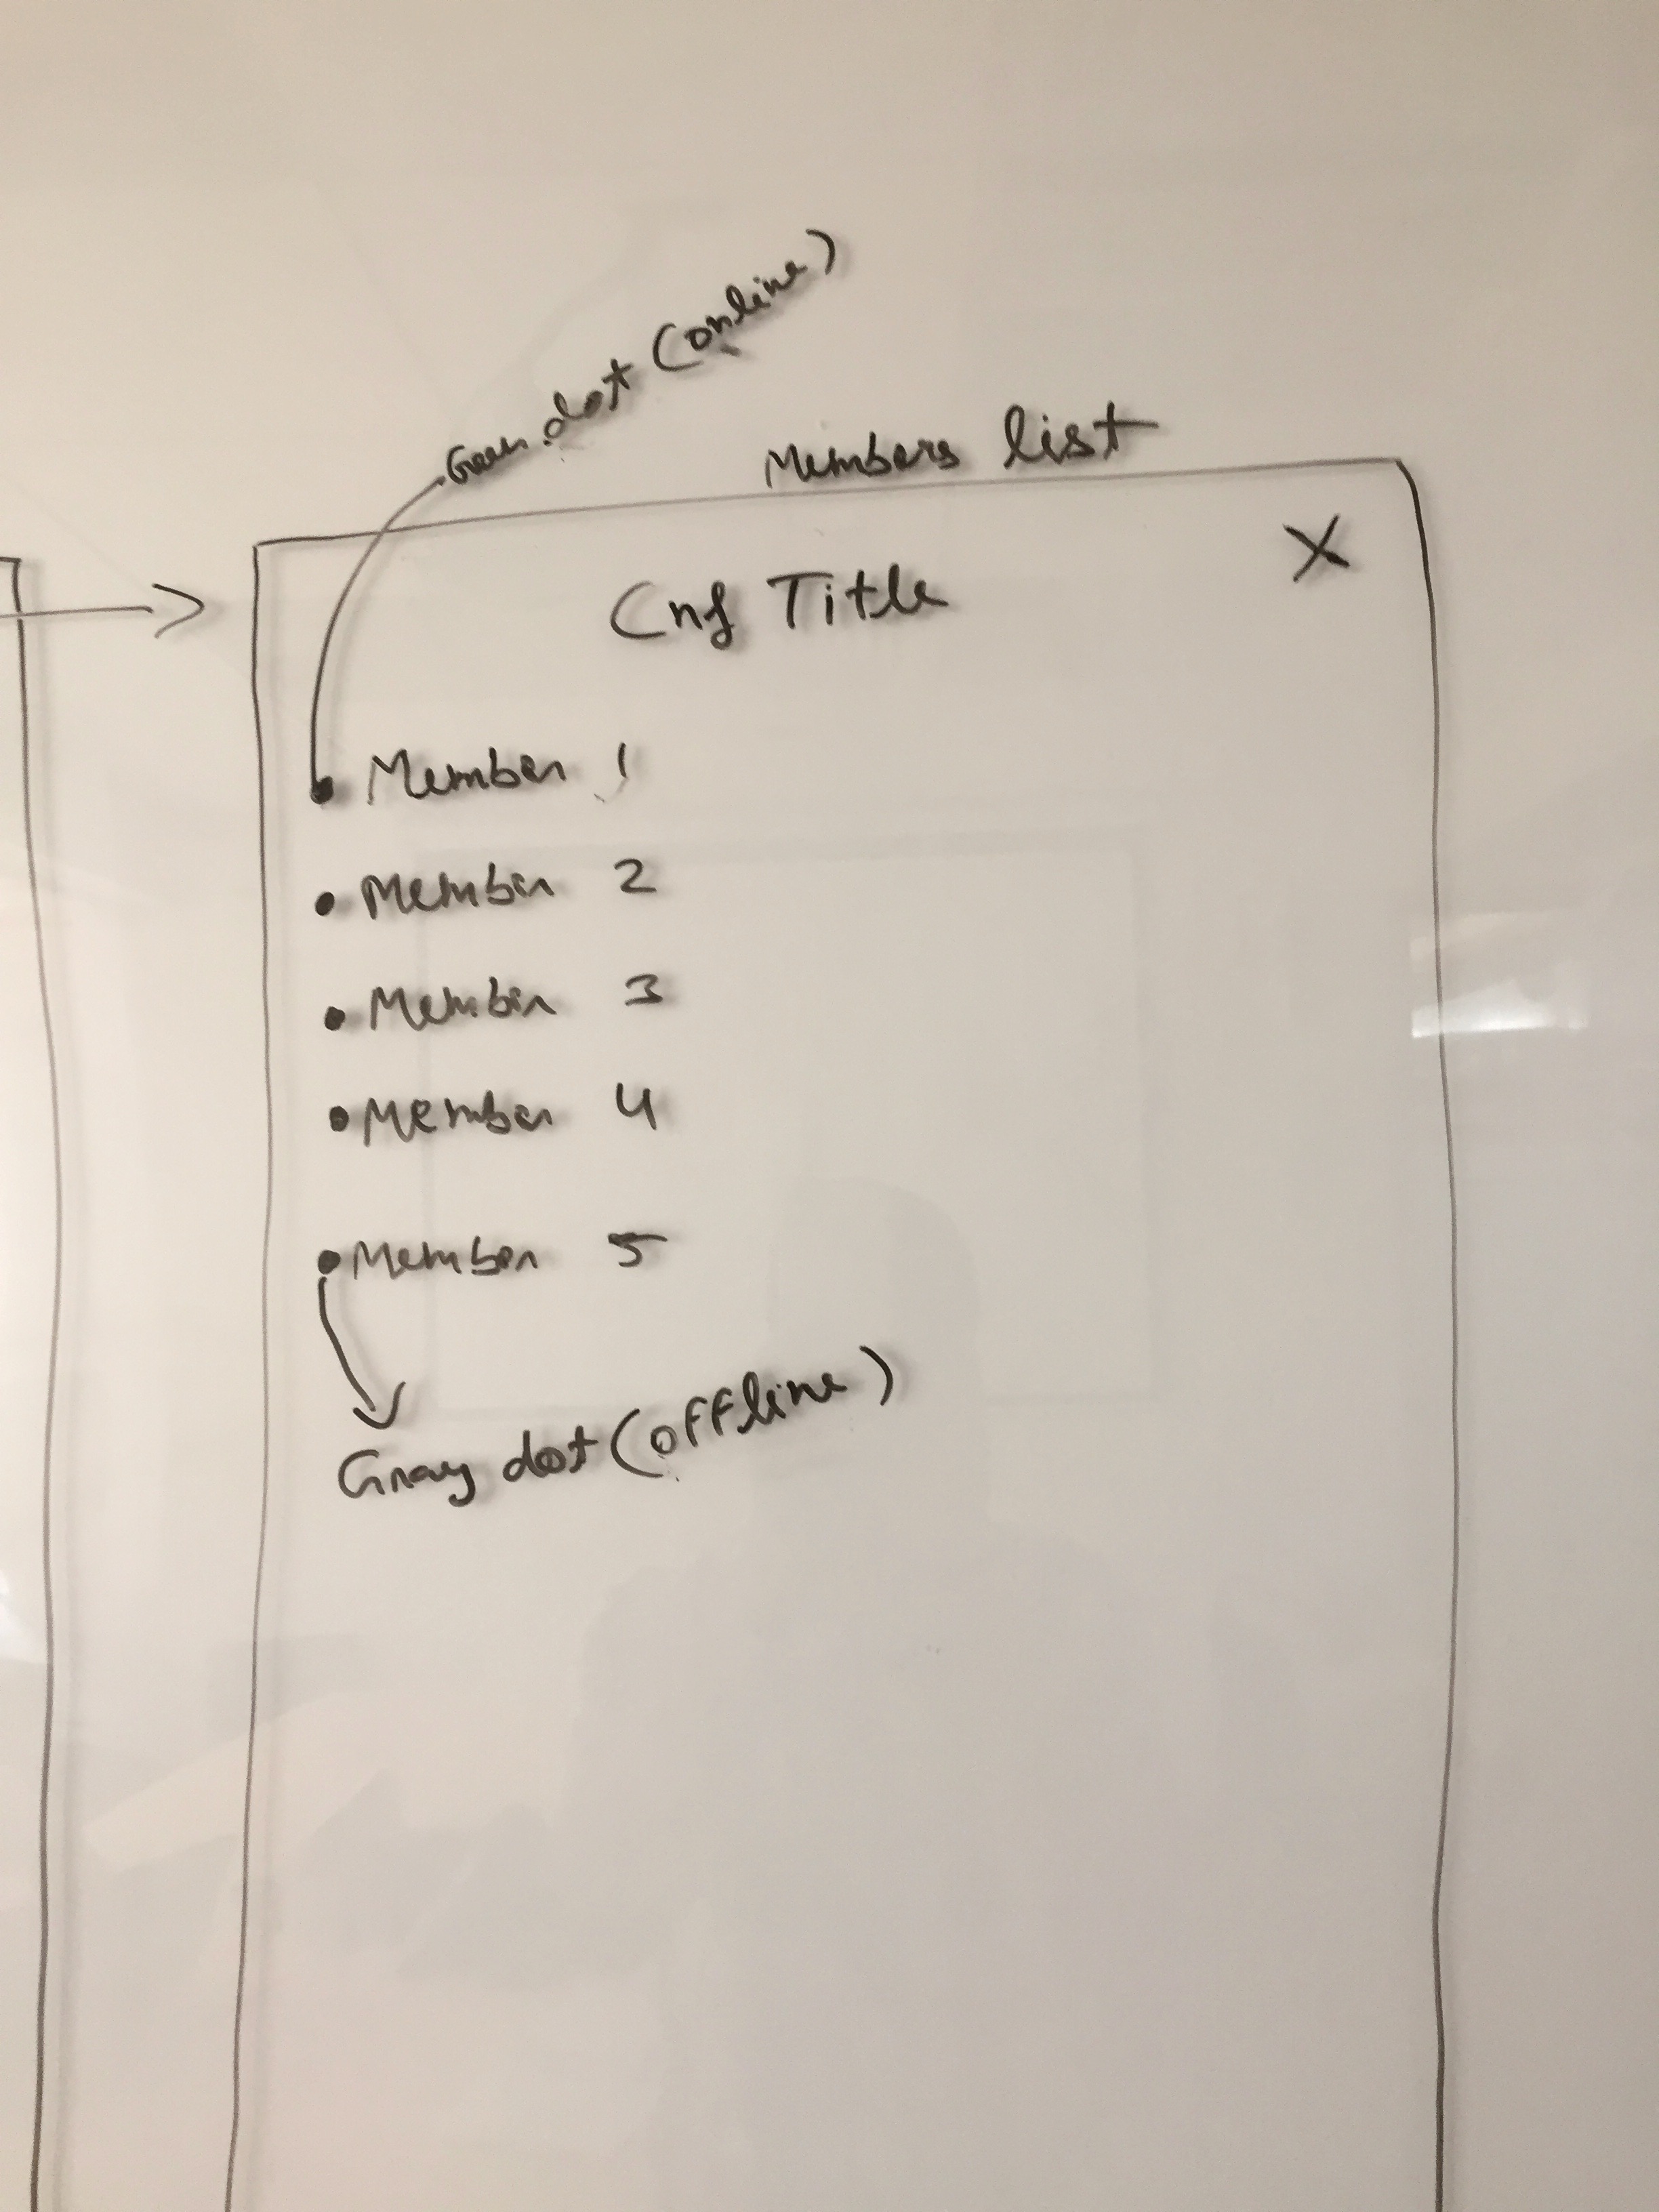 Green dot (online)
Members list
X
Cnf Title
• Member 1
• Member 2
• Member 3
• Member 4
• Member 5
Gray dot (offline)